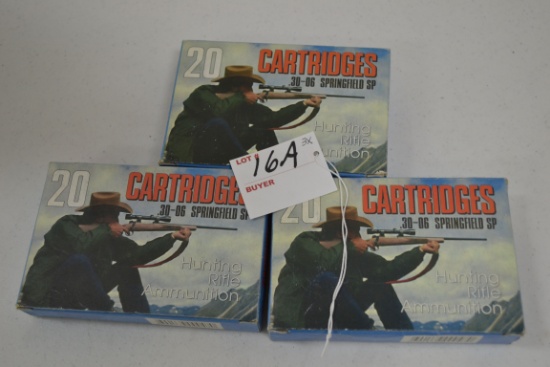 20 CARTRIDGES
.30-06 SPRINGFIELD SP
Hunting
Rifle
Ammunition
LOT
16A 3X
BUYER
20 CARTRIDGES
.30-06 SPRINGFIELD SP
Hunting
Rifle
Ammunition
20 CARTRIDGES
.30-06 SPRINGFIELD SP
Hunting
Rifle
Ammunition